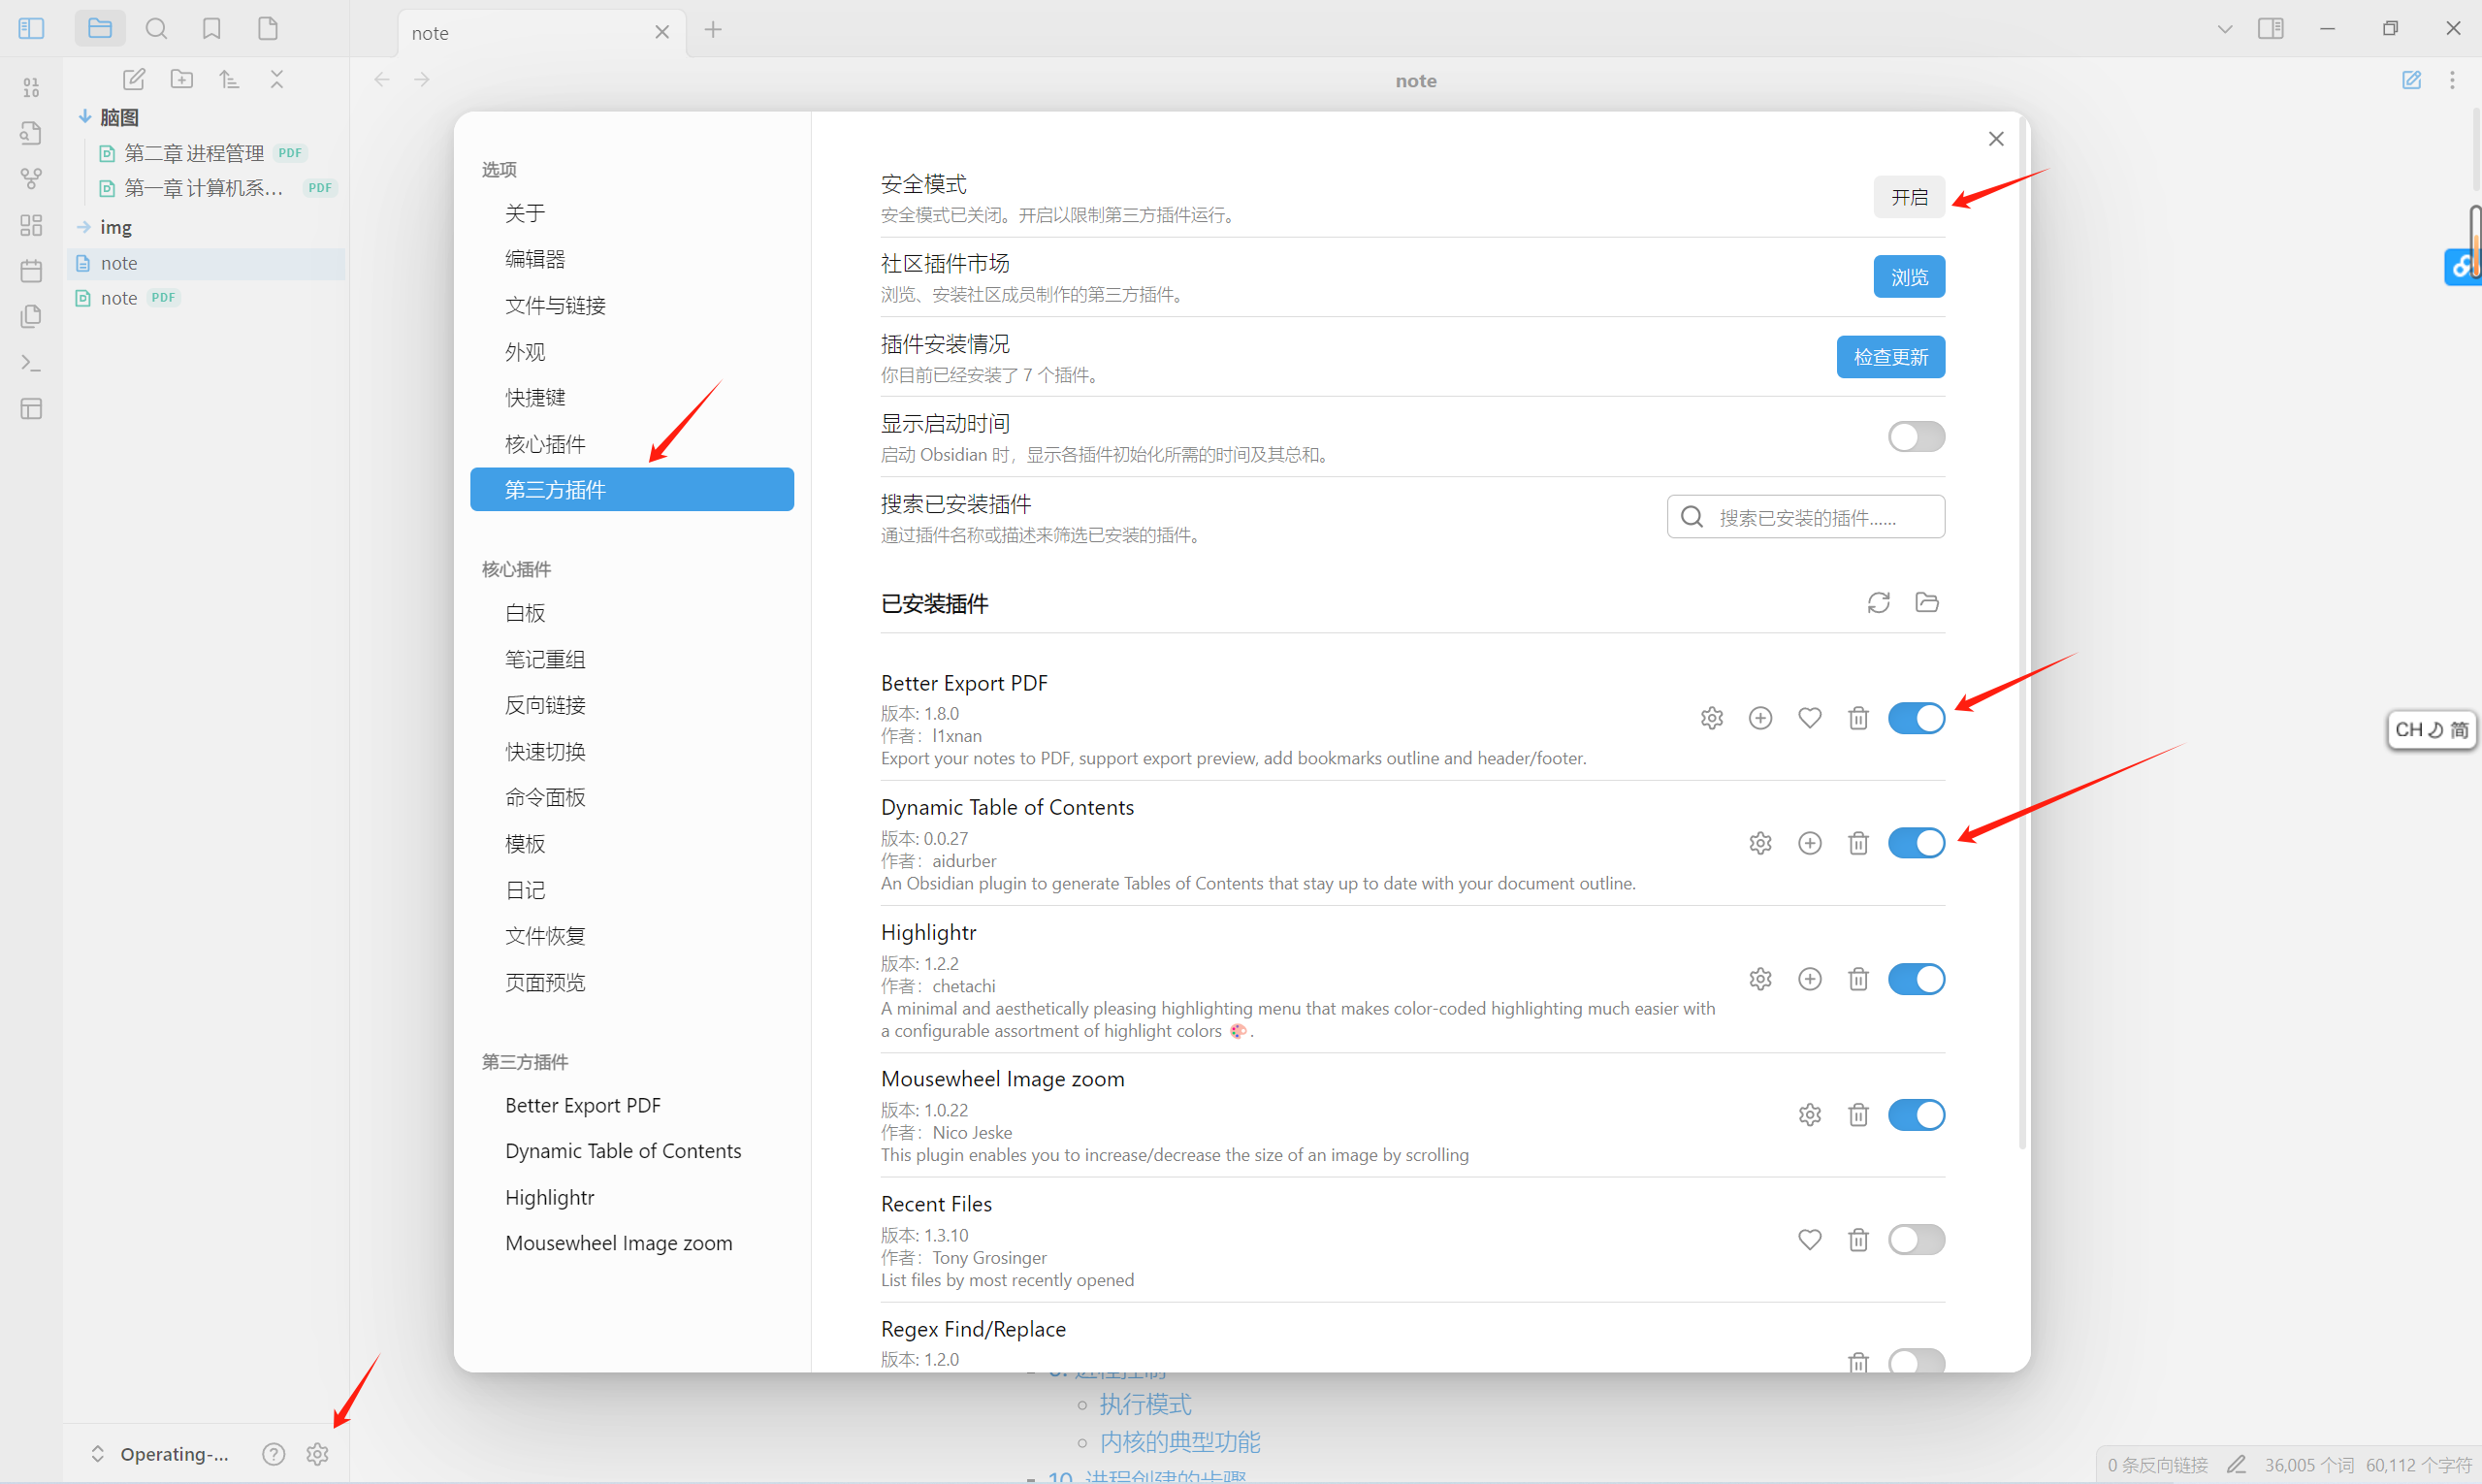 note
note
脑图
第二章 进程管理 PDF
第一章 计算机系... PDF
img
note
note PDF
Operating-...
选项
关于
编辑器
文件与链接
外观
快捷键
核心插件
第三方插件
核心插件
白板
笔记重组
反向链接
快速切换
命令面板
模板
日记
文件恢复
页面预览
第三方插件
Better Export PDF
Dynamic Table of Contents
Highlightr
Mousewheel Image zoom
安全模式
安全模式已关闭。开启以限制第三方插件运行。
开启
社区插件市场
浏览、安装社区成员制作的第三方插件。
浏览
插件安装情况
你目前已经安装了 7 个插件。
检查更新
显示启动时间
启动 Obsidian 时，显示各插件初始化所需的时间及其总和。
搜索已安装插件
通过插件名称或描述来筛选已安装的插件。
搜索已安装的插件......
已安装插件
Better Export PDF
版本: 1.8.0
作者：l1xnan
Export your notes to PDF, support export preview, add bookmarks outline and header/footer.
Dynamic Table of Contents
版本: 0.0.27
作者：aidurber
An Obsidian plugin to generate Tables of Contents that stay up to date with your document outline.
Highlightr
版本: 1.2.2
作者：chetachi
A minimal and aesthetically pleasing highlighting menu that makes color-coded highlighting much easier with
a configurable assortment of highlight colors 🎨.
Mousewheel Image zoom
版本: 1.0.22
作者：Nico Jeske
This plugin enables you to increase/decrease the size of an image by scrolling
Recent Files
版本: 1.3.10
作者：Tony Grosinger
List files by most recently opened
Regex Find/Replace
版本: 1.2.0
执行模式
内核的典型功能
10. 进程创建的步骤
CH 简
0 条反向链接 36,005 个词 60,112 个字符